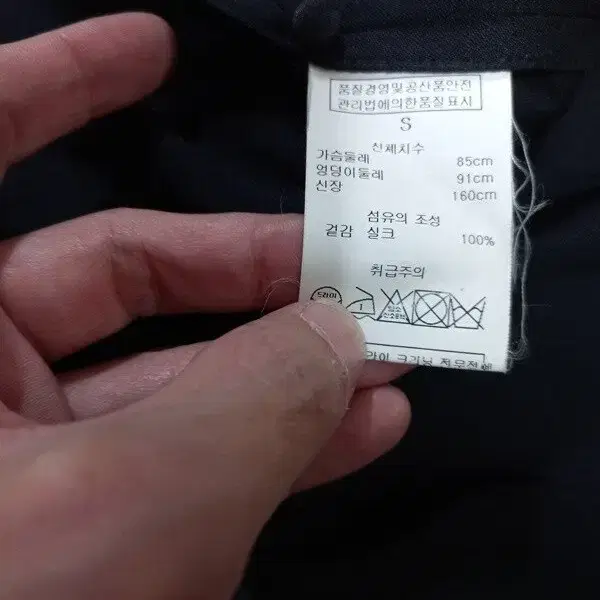 품질경영및공산품안전
관리법에의한품질표시
S
신체치수
가슴둘레 85cm
엉덩이둘레 91cm
신장 160cm
섬유의 조성
겉감 실크 100%
취급주의
드라이